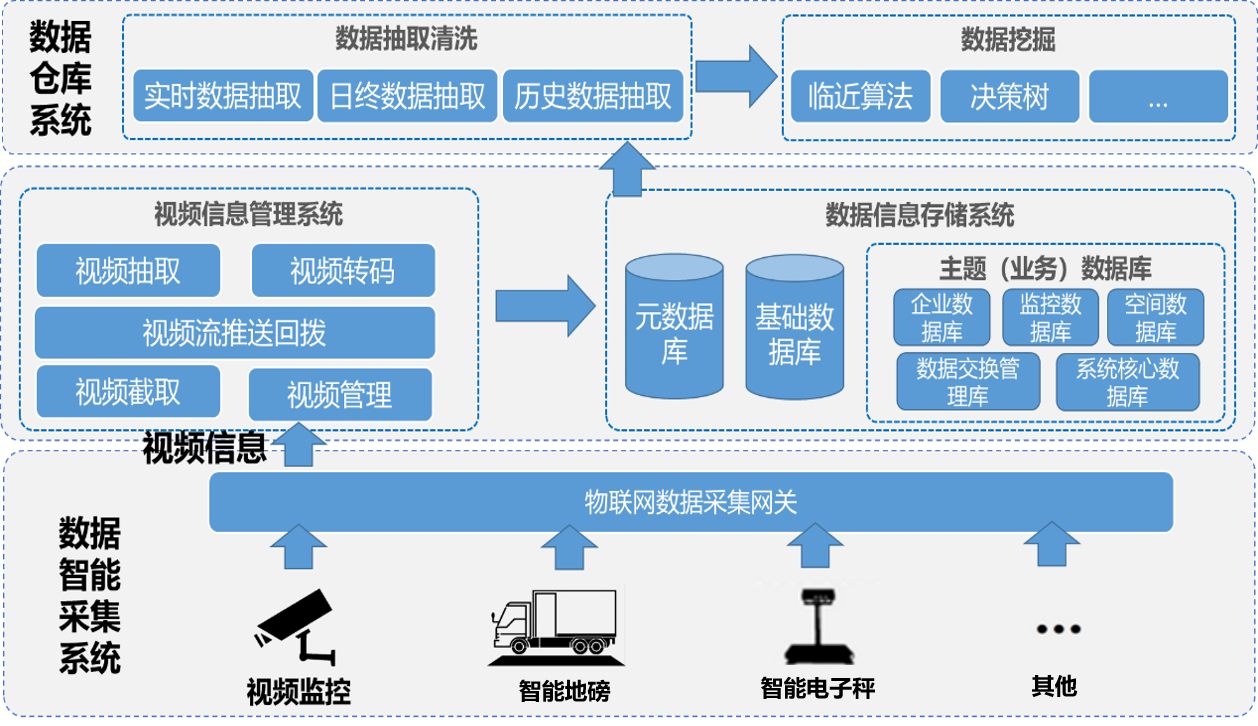 数据
仓库
系统
数据抽取清洗
实时数据抽取
日终数据抽取
历史数据抽取
数据挖掘
临近算法
决策树
...
视频信息管理系统
视频抽取
视频转码
视频流推送回拨
视频截取
视频管理
数据信息存储系统
元数据
库
基础数
据库
主题（业务）数据库
企业数
据库
监控数
据库
空间数
据库
数据交换管
理库
系统核心数
据库
视频信息
数据
智能
采集
系统
物联网数据采集网关
视频监控
智能地磅
智能电子秤
...
其他